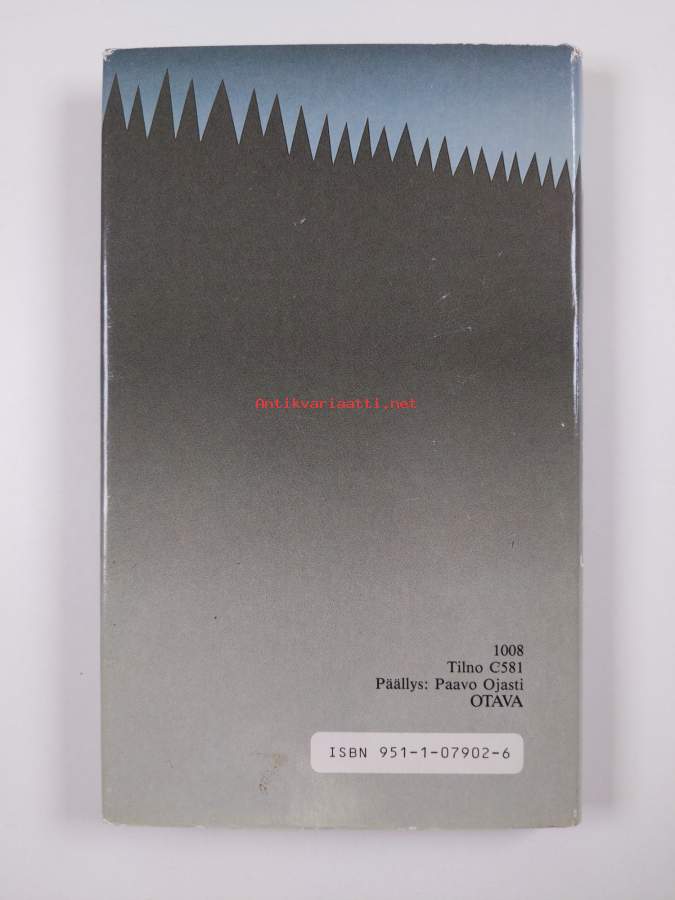 Antikvariaatti.net
1008
Tilno C581
Päällys: Paavo Ojasti
OTAVA
ISBN 951-1-07902-6